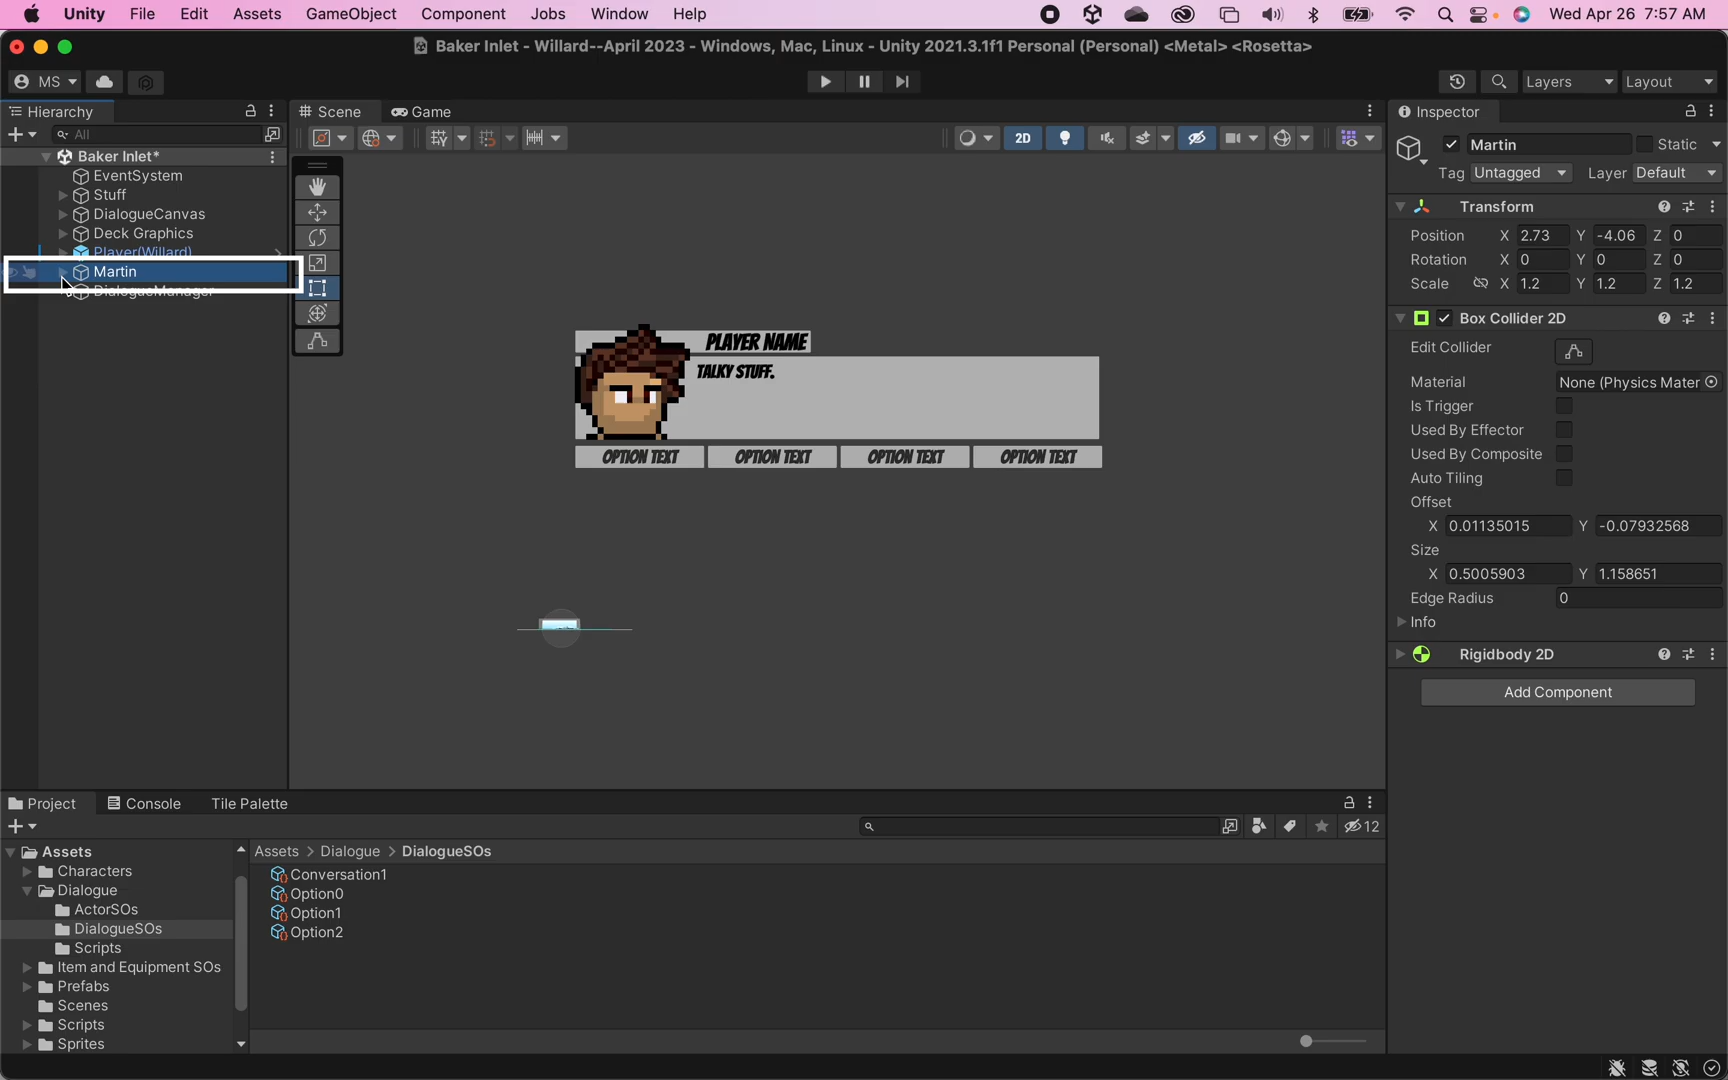 Unity File Edit Assets GameObject Component Jobs Window Help Wed Apr 26 7:57 AM
Baker Inlet - Willard--April 2023 - Windows, Mac, Linux - Unity 2021.3.1f1 Personal (Personal) <Metal> <Rosetta>
MS Layers Layout
Hierarchy Scene Game Inspector
All 2D Martin Static
Baker Inlet*
Tag Untagged Layer Default
EventSystem
Stuff
DialogueCanvas
Deck Graphics
Player(Willard)
Martin
DialogueManager
Transform
Position X 2.73 Y -4.06 Z 0
Rotation X 0 Y 0 Z 0
Scale X 1.2 Y 1.2 Z 1.2
Box Collider 2D
Edit Collider
Material None (Physics Mater
Is Trigger
Used By Effector
Used By Composite
Auto Tiling
Offset
X 0.01135015 Y -0.07932568
Size
X 0.5005903 Y 1.158651
Edge Radius 0
Info
Rigidbody 2D
Add Component
PLAYER NAME
TALKY STUFF.
OPTION TEXT OPTION TEXT OPTION TEXT OPTION TEXT
Project Console Tile Palette
12
Assets
Characters
Dialogue
ActorSOs
DialogueSOs
Scripts
Item and Equipment SOs
Prefabs
Scenes
Scripts
Sprites
Assets > Dialogue > DialogueSOs
Conversation1
Option0
Option1
Option2